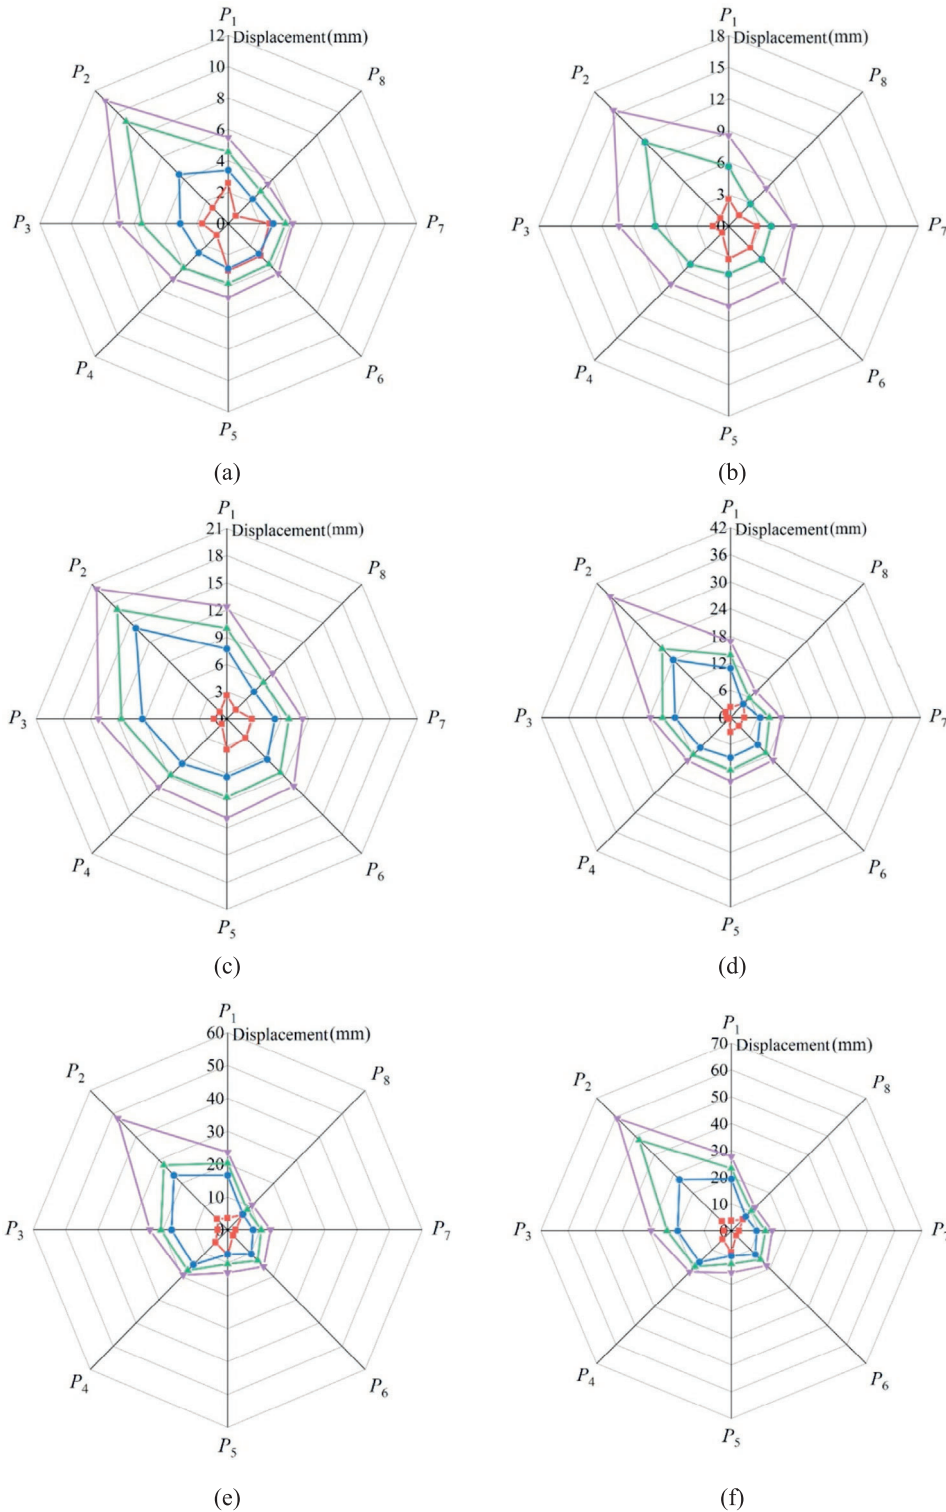 P1
Displacement(mm)
12
10
8
6
4
2
0
P2
P8
P3
P7
P4
P6
P5
(a)
P1
Displacement(mm)
18
15
12
9
6
3
0
P2
P8
P3
P7
P4
P6
P5
(b)
P1
Displacement(mm)
21
18
15
12
9
6
3
0
P2
P8
P3
P7
P4
P6
P5
(c)
P1
Displacement(mm)
42
36
30
24
18
12
6
0
P2
P8
P3
P7
P4
P6
P5
(d)
P1
Displacement(mm)
60
50
40
30
20
10
0
P2
P8
P3
P7
P4
P6
P5
(e)
P1
Displacement(mm)
70
60
50
40
30
20
10
0
P2
P8
P3
P7
P4
P6
P5
(f)